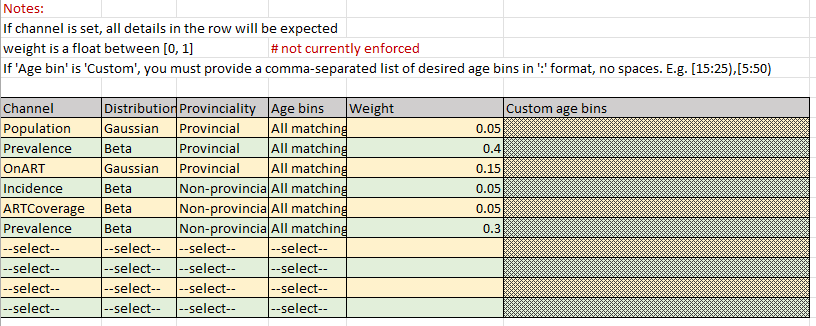 Notes:
If channel is set, all details in the row will be expected
weight is a float between [0, 1] # not currently enforced
If 'Age bin' is 'Custom', you must provide a comma-separated list of desired age bins in ':' format, no spaces. E.g. [15:25),[5:50)
Channel Distribution Provinciality Age bins Weight Custom age bins
Population Gaussian Provincial All matching 0.05
Prevalence Beta Provincial All matching 0.4
OnART Gaussian Provincial All matching 0.15
Incidence Beta Non-provincia All matching 0.05
ARTCoverage Beta Non-provincia All matching 0.05
Prevalence Beta Non-provincia All matching 0.3
--select-- --select-- --select-- --select--
--select-- --select-- --select-- --select--
--select-- --select-- --select-- --select--
--select-- --select-- --select-- --select--